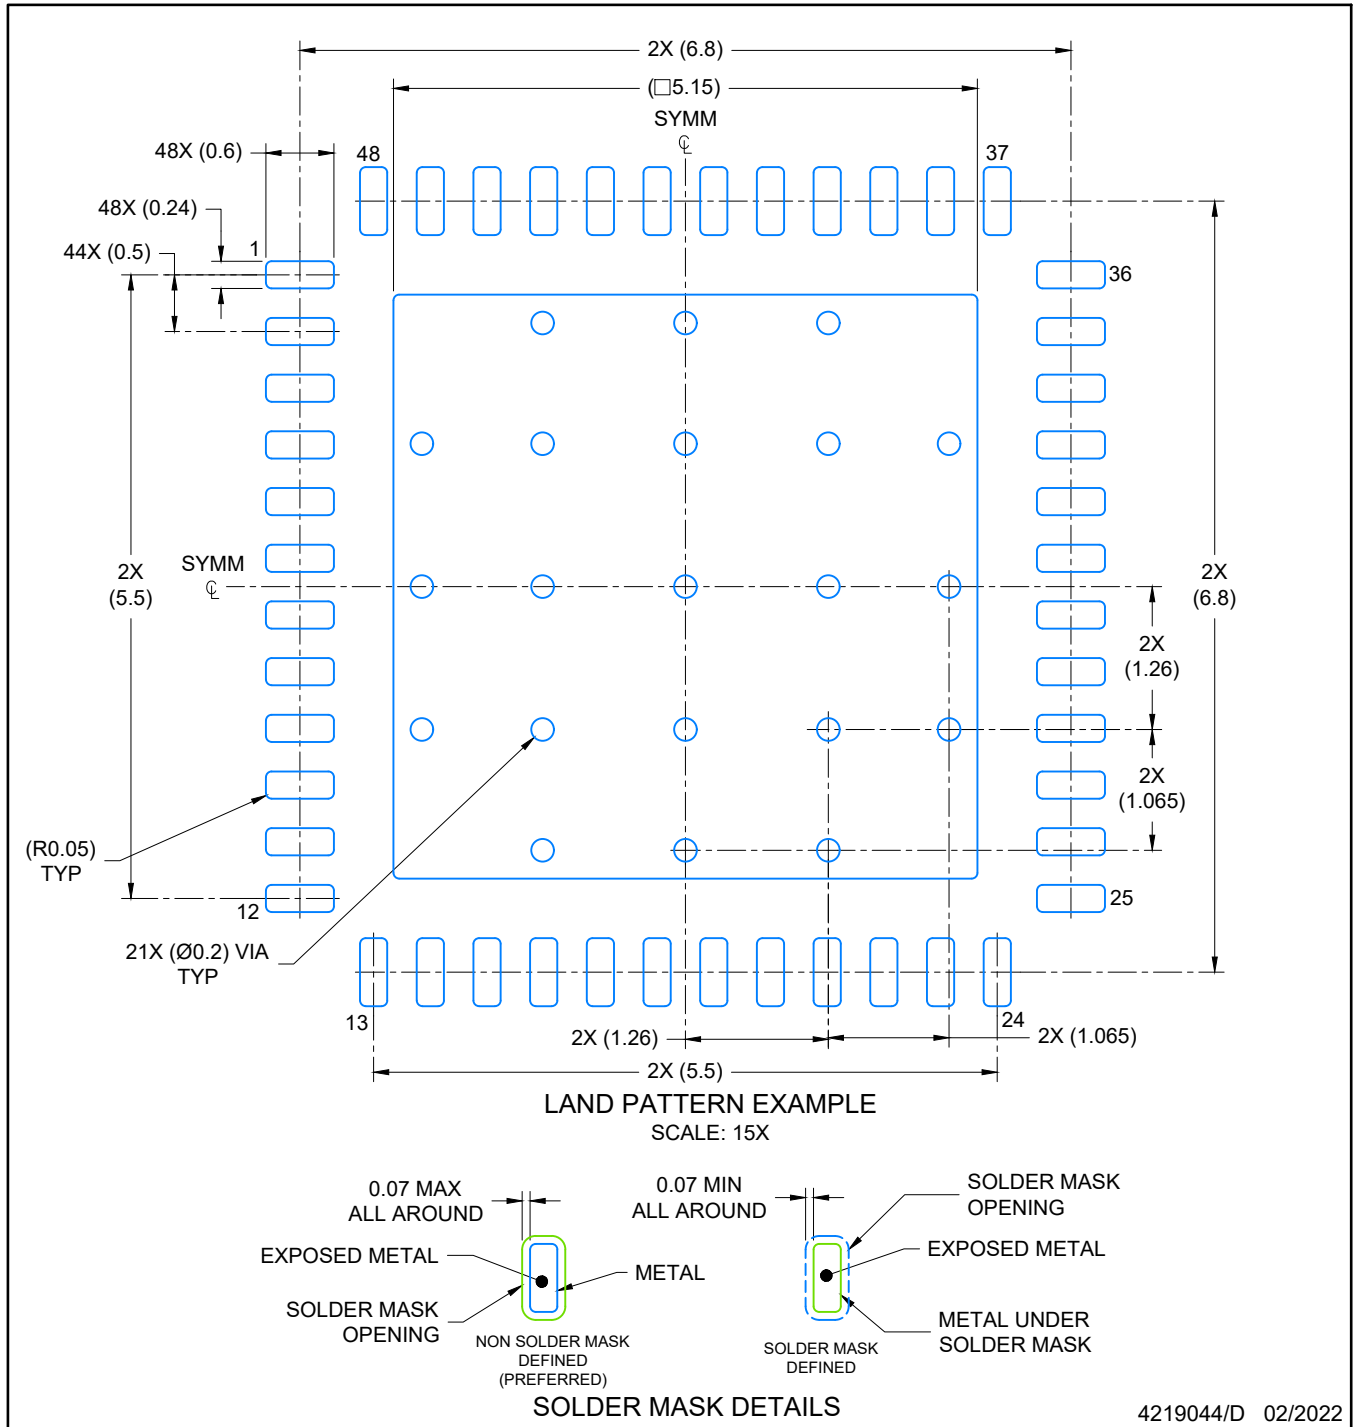 2X (6.8)
(□5.15)
SYMM
℄
48X (0.6)
48
37
48X (0.24)
1
44X (0.5)
36
SYMM
℄
2X
(5.5)
2X
(6.8)
2X
(1.26)
2X
(1.065)
(R0.05)
TYP
12
25
21X (Ø0.2) VIA
TYP
13
24
2X (1.26)
2X (1.065)
2X (5.5)
LAND PATTERN EXAMPLE
SCALE: 15X
0.07 MAX
ALL AROUND
0.07 MIN
ALL AROUND
SOLDER MASK
OPENING
EXPOSED METAL
METAL
EXPOSED METAL
SOLDER MASK
OPENING
METAL UNDER
SOLDER MASK
NON SOLDER MASK
DEFINED
(PREFERRED)
SOLDER MASK
DEFINED
SOLDER MASK DETAILS
4219044/D 02/2022